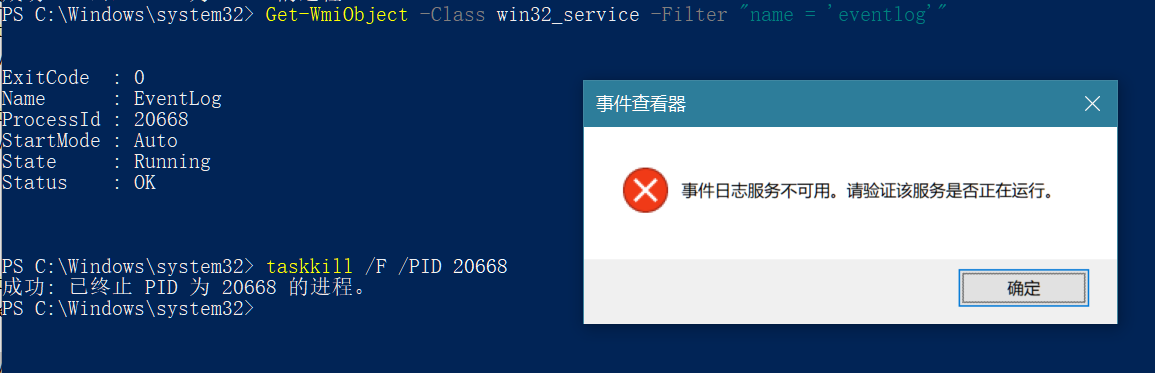 PS C:\Windows\system32> Get-WmiObject -Class win32_service -Filter "name = 'eventlog'"
ExitCode  : 0
Name      : EventLog
ProcessId : 20668
StartMode : Auto
State     : Running
Status    : OK
PS C:\Windows\system32> taskkill /F /PID 20668
成功: 已终止 PID 为 20668 的进程。
PS C:\Windows\system32>
事件查看器
事件日志服务不可用。请验证该服务是否正在运行。
确定